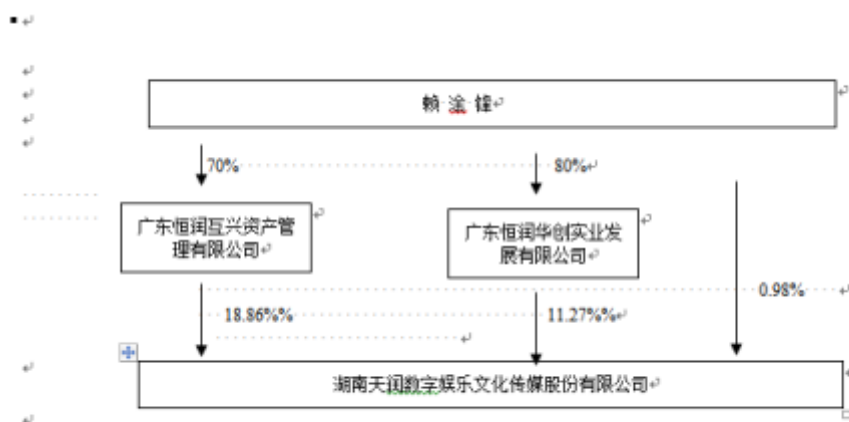 赖 淦 锋
70%
80%
广东恒润互兴资产管
理有限公司
广东恒润华创实业发
展有限公司
0.98%
18.86%%
11.27%%
湖南天润数字娱乐文化传媒股份有限公司